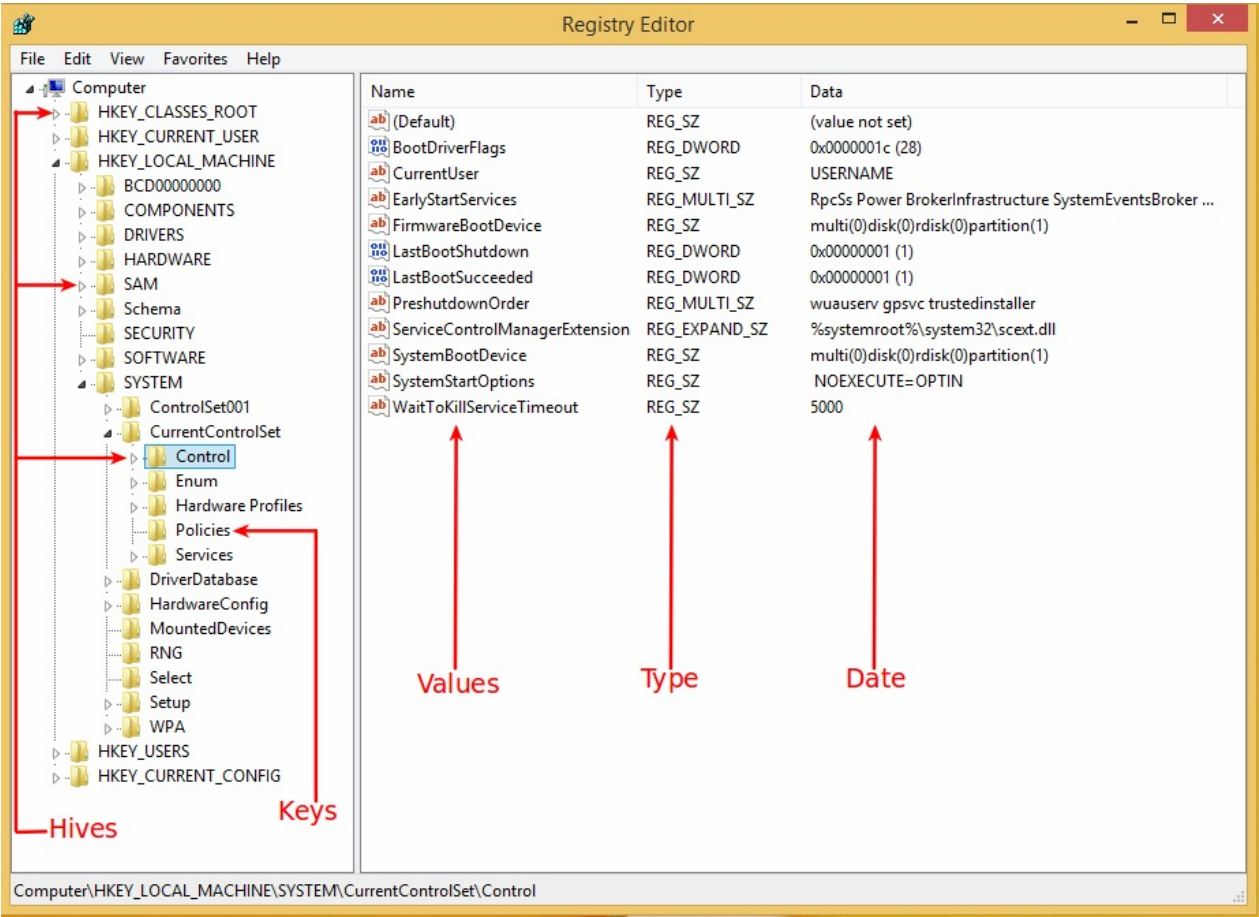 Registry Editor
File Edit View Favorites Help
Computer
HKEY_CLASSES_ROOT
HKEY_CURRENT_USER
HKEY_LOCAL_MACHINE
BCD00000000
COMPONENTS
DRIVERS
HARDWARE
SAM
Schema
SECURITY
SOFTWARE
SYSTEM
ControlSet001
CurrentControlSet
Control
Enum
Hardware Profiles
Policies
Services
DriverDatabase
HardwareConfig
MountedDevices
RNG
Select
Setup
WPA
HKEY_USERS
HKEY_CURRENT_CONFIG
Hives
Keys
Name Type Data
(Default) REG_SZ (value not set)
BootDriverFlags REG_DWORD 0x0000001c (28)
CurrentUser REG_SZ USERNAME
EarlyStartServices REG_MULTI_SZ RpcSs Power BrokerInfrastructure SystemEventsBroker ...
FirmwareBootDevice REG_SZ multi(0)disk(0)rdisk(0)partition(1)
LastBootShutdown REG_DWORD 0x00000001 (1)
LastBootSucceeded REG_DWORD 0x00000001 (1)
PreshutdownOrder REG_MULTI_SZ wuauserv gpsvc trustedinstaller
ServiceControlManagerExtension REG_EXPAND_SZ %systemroot%\system32\scext.dll
SystemBootDevice REG_SZ multi(0)disk(0)rdisk(0)partition(1)
SystemStartOptions REG_SZ NOEXECUTE=OPTIN
WaitToKillServiceTimeout REG_SZ 5000
Values Type Date
Computer\HKEY_LOCAL_MACHINE\SYSTEM\CurrentControlSet\Control